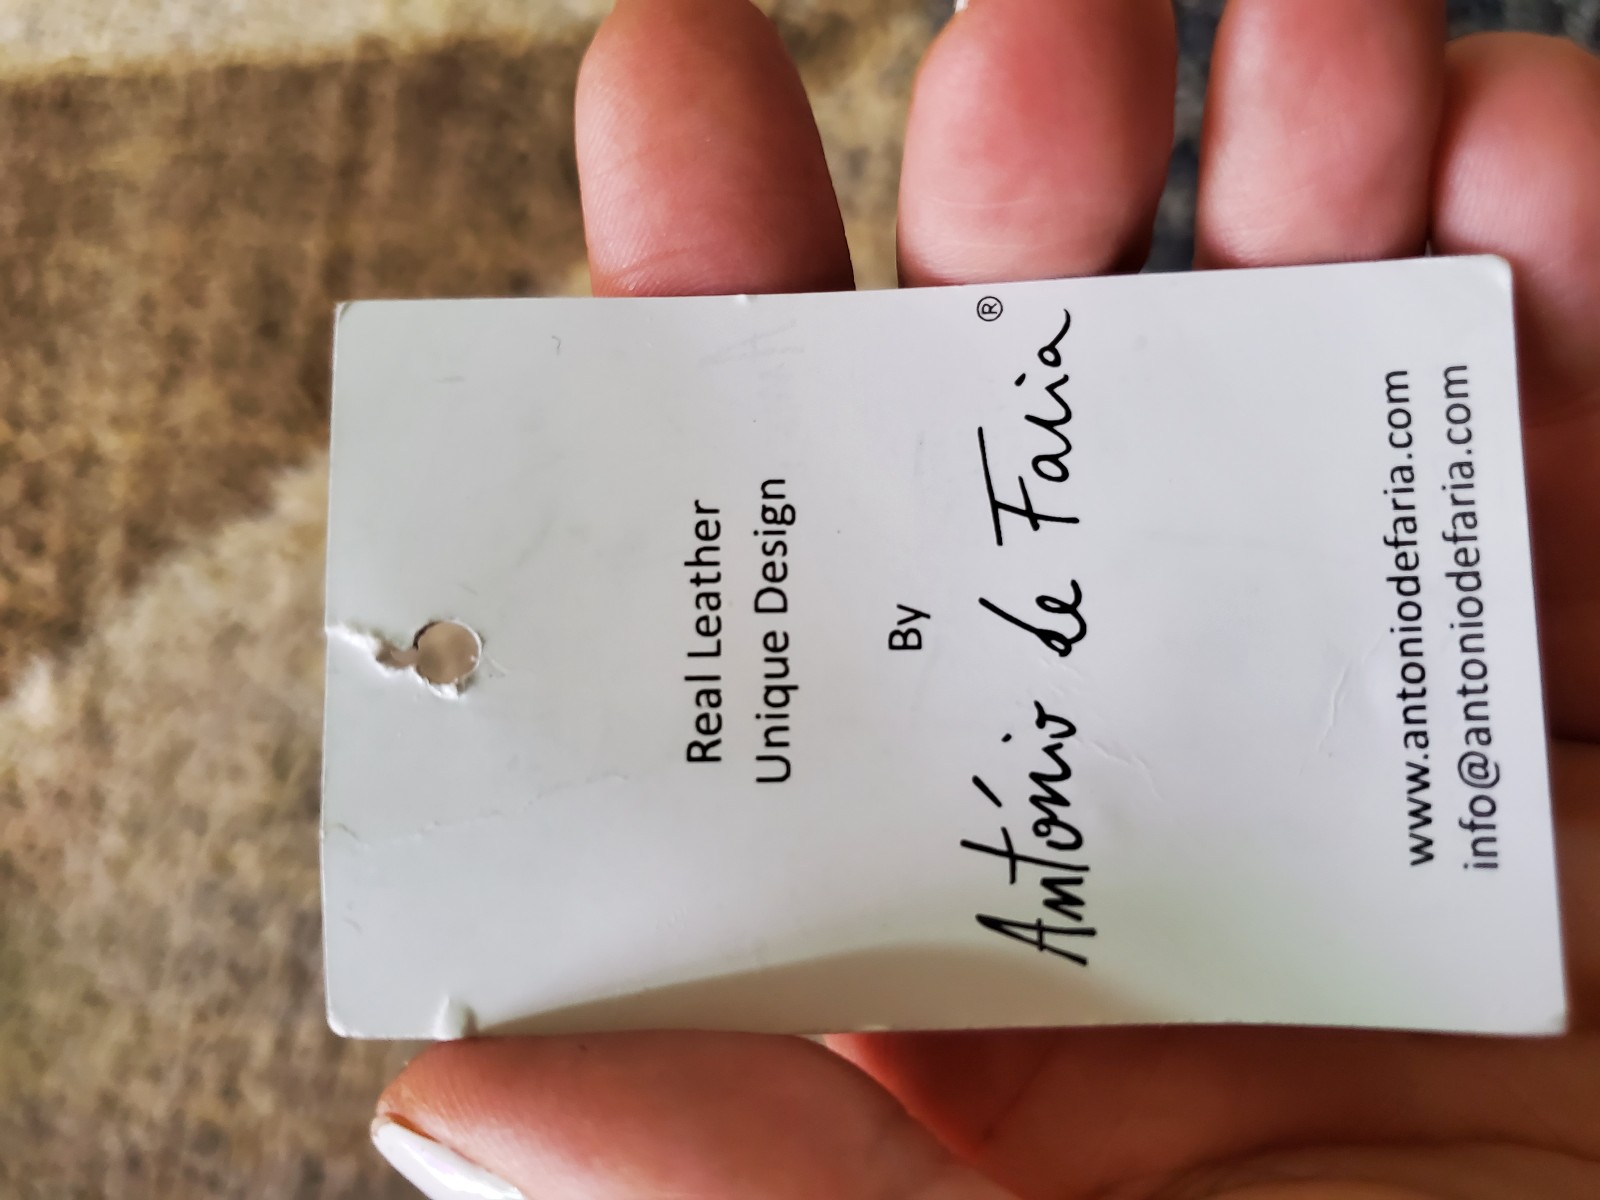 Real Leather
Unique Design
By
António de Faria®
www.antoniodefaria.com
info@antoniodefaria.com